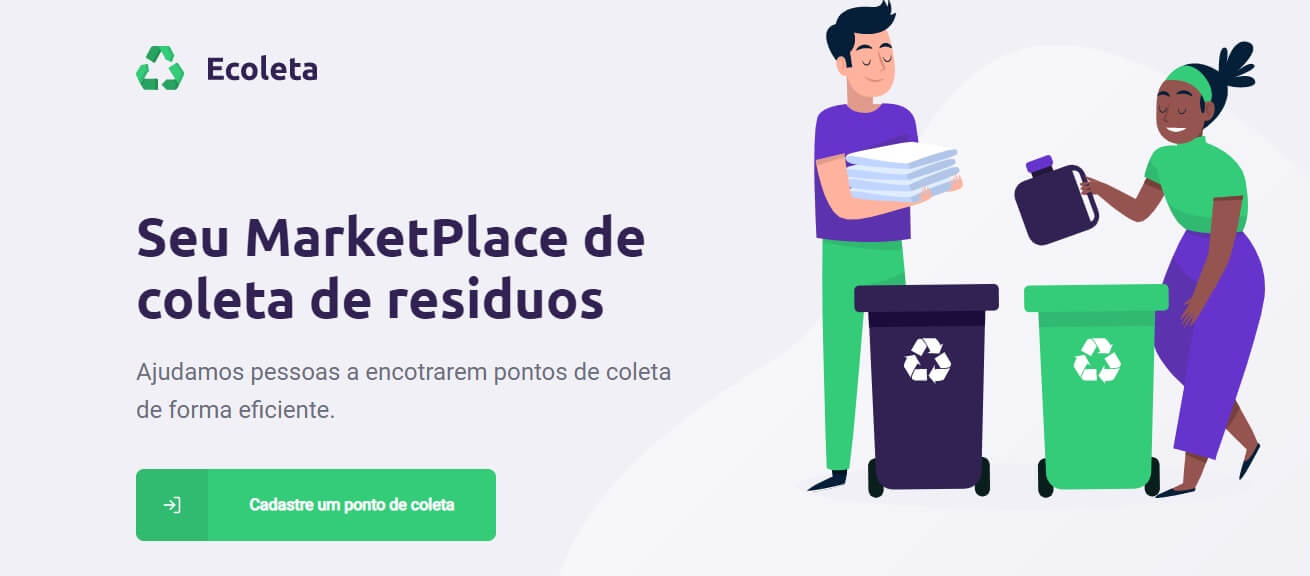 Ecoleta
Seu MarketPlace de
coleta de residuos
Ajudamos pessoas a encotrarem pontos de coleta
de forma eficiente.
Cadastre um ponto de coleta